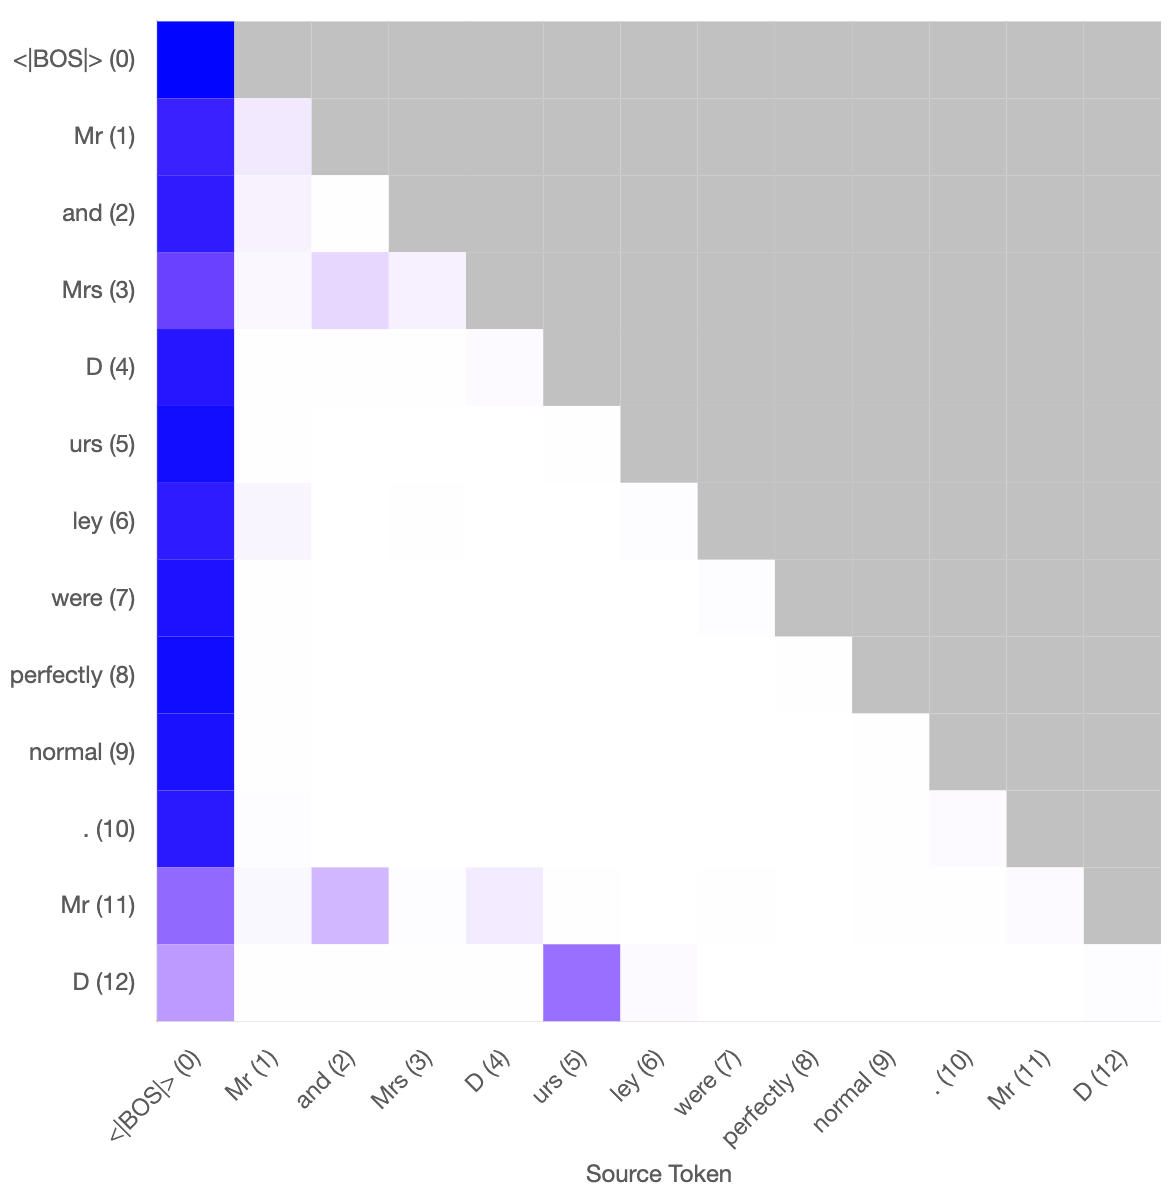 <|BOS|> (0)
Mr (1)
and (2)
Mrs (3)
D (4)
urs (5)
ley (6)
were (7)
perfectly (8)
normal (9)
. (10)
Mr (11)
D (12)
<|BOS|> (0)
Mr (1)
and (2)
Mrs (3)
D (4)
urs (5)
ley (6)
were (7)
perfectly (8)
normal (9)
. (10)
Mr (11)
D (12)
Source Token